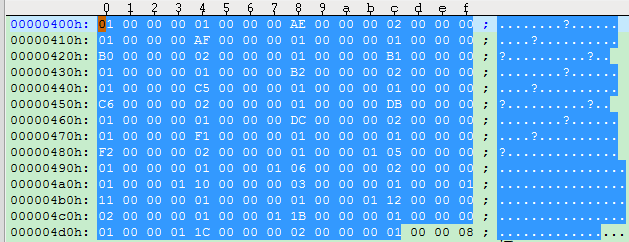 0 1 2 3 4 5 6 7 8 9 a b c d e f
00000400h: 01 00 00 00 01 00 00 00 AE 00 00 00 02 00 00 00 ; ........?......
00000410h: 01 00 00 00 AF 00 00 00 01 00 00 00 01 00 00 00 ; ....?..........
00000420h: B0 00 00 00 02 00 00 00 01 00 00 00 B1 00 00 00 ; ?..........?..
00000430h: 01 00 00 00 01 00 00 00 B2 00 00 00 02 00 00 00 ; ........?......
00000440h: 01 00 00 00 C5 00 00 00 01 00 00 00 01 00 00 00 ; ....?..........
00000450h: C6 00 00 00 02 00 00 00 01 00 00 00 DB 00 00 00 ; ?..........?..
00000460h: 01 00 00 00 01 00 00 00 DC 00 00 00 02 00 00 00 ; ........?......
00000470h: 01 00 00 00 F1 00 00 00 01 00 00 00 01 00 00 00 ; ....?..........
00000480h: F2 00 00 00 02 00 00 00 01 00 00 01 05 00 00 00 ; ?..............
00000490h: 01 00 00 00 01 00 00 01 06 00 00 00 02 00 00 00 ; ................
000004a0h: 01 00 00 01 10 00 00 00 03 00 00 00 01 00 00 01 ; ................
000004b0h: 11 00 00 00 01 00 00 00 01 00 00 01 12 00 00 00 ; ................
000004c0h: 02 00 00 00 01 00 00 01 1B 00 00 00 01 00 00 00 ; ................
000004d0h: 01 00 00 01 1C 00 00 00 02 00 00 00 01 00 00 08 ; ................